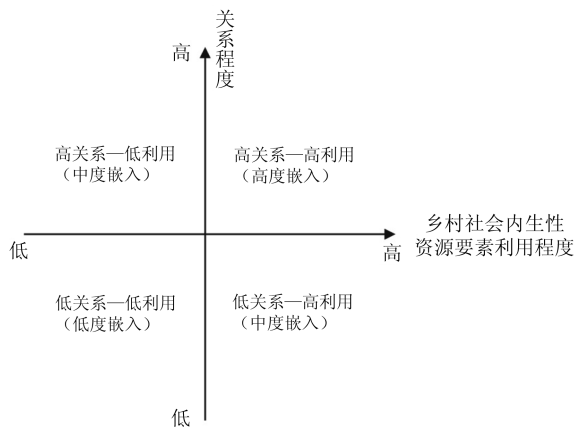 关系程度
高
高关系—低利用
（中度嵌入）
高关系—高利用
（高度嵌入）
乡村社会内生性
资源要素利用程度
低
高
低关系—低利用
（低度嵌入）
低关系—高利用
（中度嵌入）
低